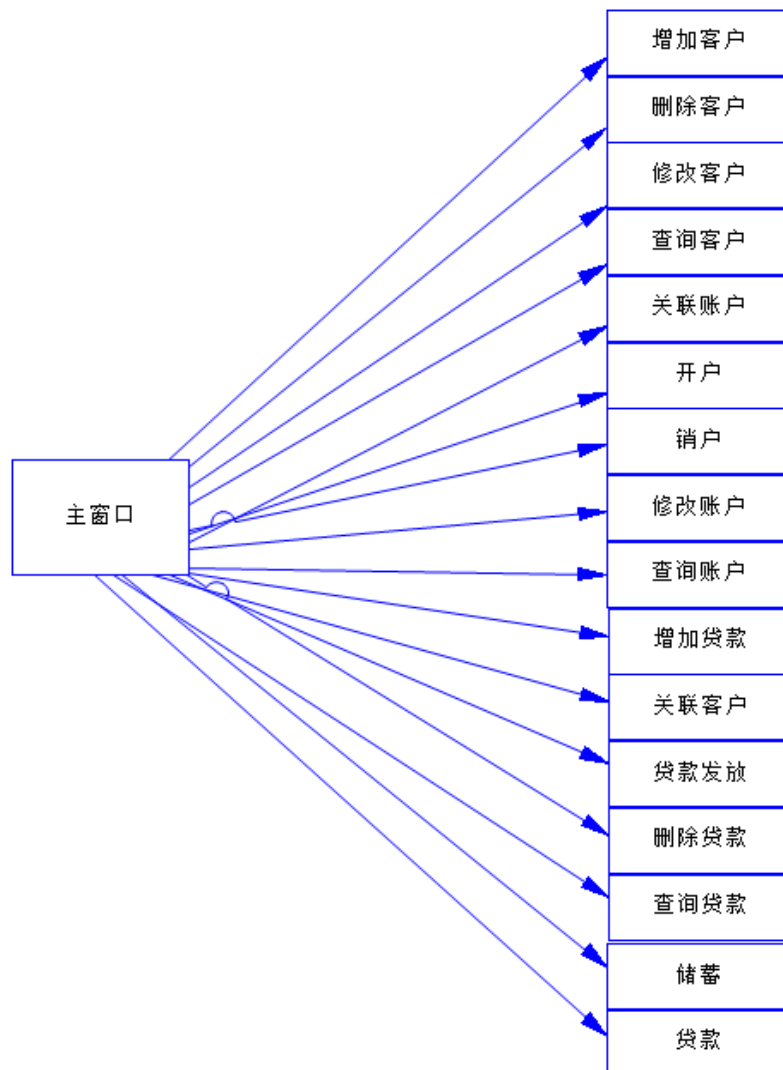 增加客户
删除客户
修改客户
查询客户
关联账户
开户
销户
主窗口
修改账户
查询账户
增加贷款
关联客户
贷款发放
删除贷款
查询贷款
储蓄
贷款